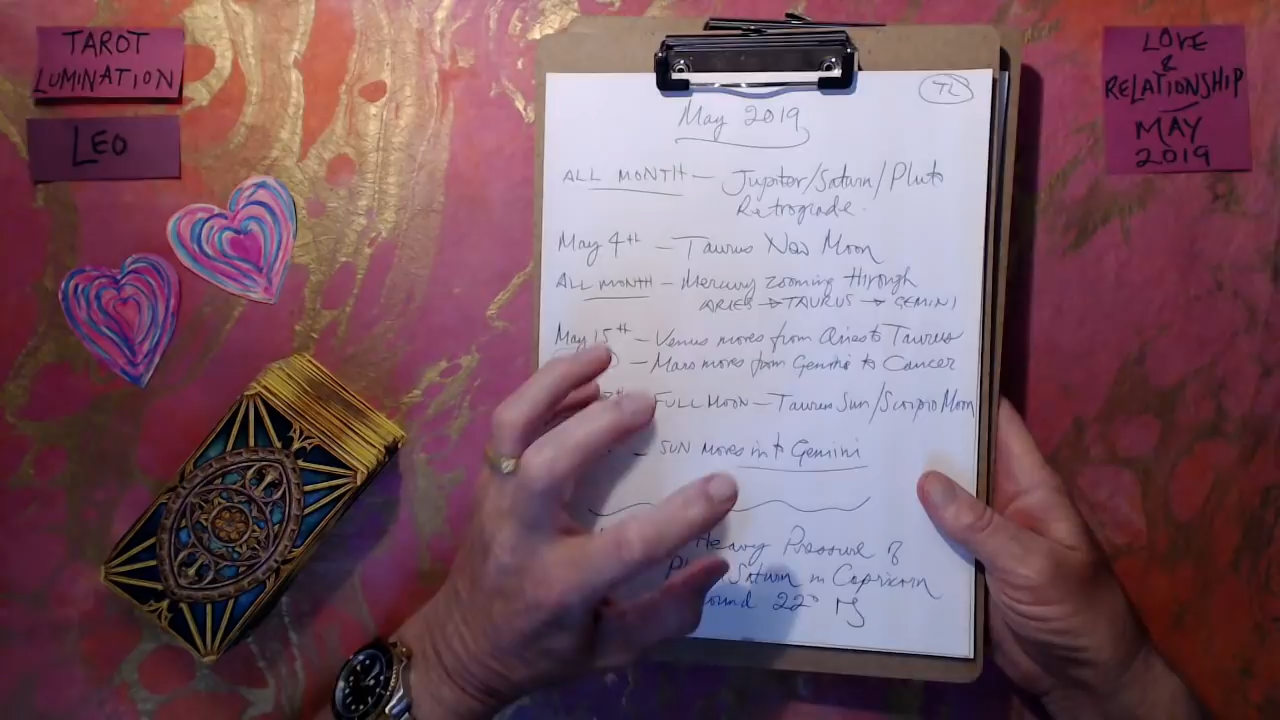 TAROT
LUMINATION
LEO
LOVE
&
RELATIONSHIP
MAY
2019
TL
May 2019
ALL MONTH — Jupiter/Saturn/Pluto
Retrograde.
May 4th — Taurus New Moon
ALL MONTH — Mercury zooming through
ARIES → TAURUS → GEMINI
May 15th — Venus moves from Aries to Taurus
— Mars moves from Gemini to Cancer
FULL MOON — Taurus Sun/Scorpio Moon
— SUN moves into Gemini
Heavy Pressure of
Saturn in Capricorn
22° ♑